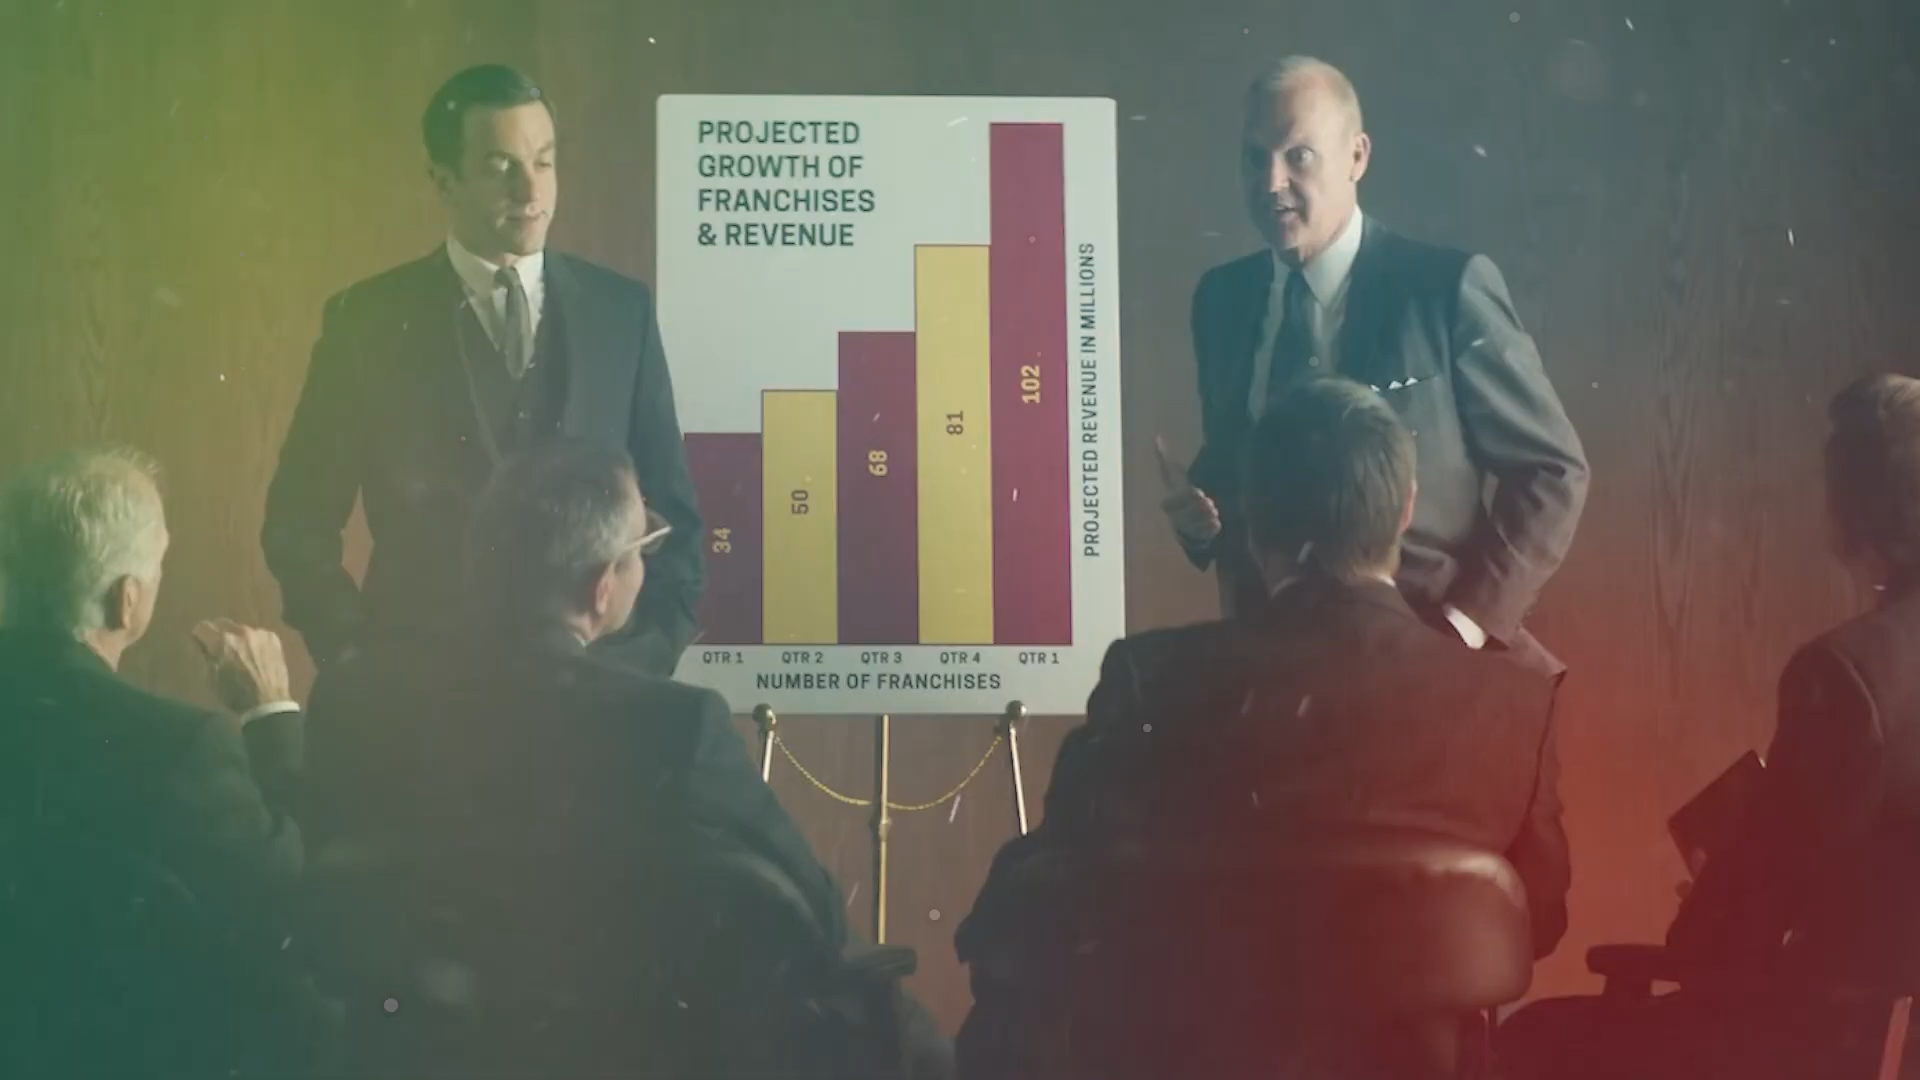 PROJECTED
GROWTH OF
FRANCHISES
& REVENUE
34
50
68
81
102
PROJECTED REVENUE IN MILLIONS
QTR 1
QTR 2
QTR 3
QTR 4
QTR 1
NUMBER OF FRANCHISES